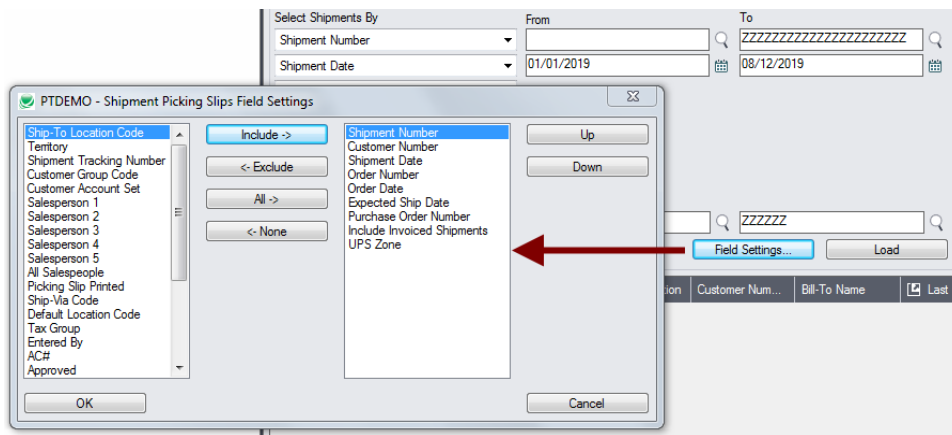 Select Shipments By From To
Shipment Number ZZZZZZZZZZZZZZZZZZZZZZ
Shipment Date 01/01/2019 08/12/2019
PTDEMO - Shipment Picking Slips Field Settings
Ship-To Location Code
Territory
Shipment Tracking Number
Customer Group Code
Customer Account Set
Salesperson 1
Salesperson 2
Salesperson 3
Salesperson 4
Salesperson 5
All Salespeople
Picking Slip Printed
Ship-Via Code
Default Location Code
Tax Group
Entered By
AC#
Approved
Include ->
<- Exclude
All ->
<- None
Shipment Number
Customer Number
Shipment Date
Order Number
Order Date
Expected Ship Date
Purchase Order Number
Include Invoiced Shipments
UPS Zone
Up
Down
OK
Cancel
ZZZZZZ
Field Settings... Load
tion Customer Num... Bill-To Name Last